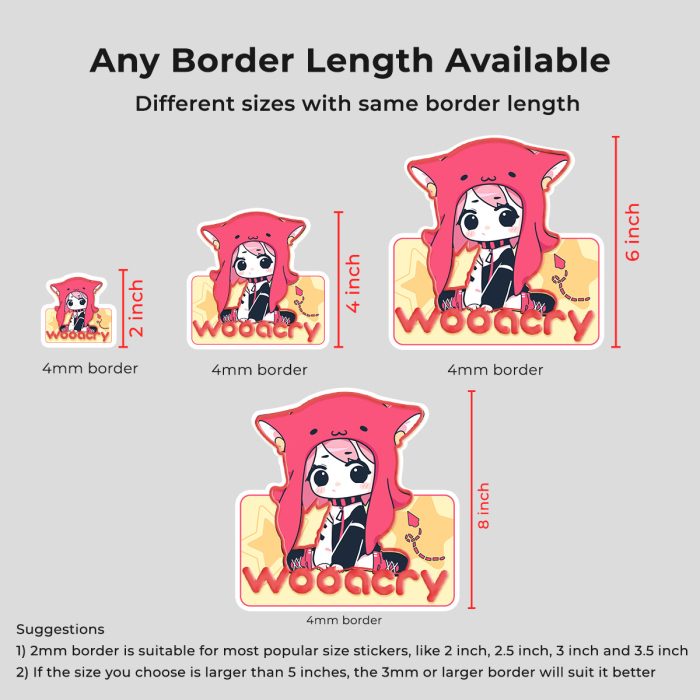 Any Border Length Available
Different sizes with same border length
6 inch
4 inch
2 inch
wooacry
wooacry
wooacry
4mm border
4mm border
4mm border
8 inch
wooacry
4mm border
Suggestions
1) 2mm border is suitable for most popular size stickers, like 2 inch, 2.5 inch, 3 inch and 3.5 inch
2) If the size you choose is larger than 5 inches, the 3mm or larger border will suit it better